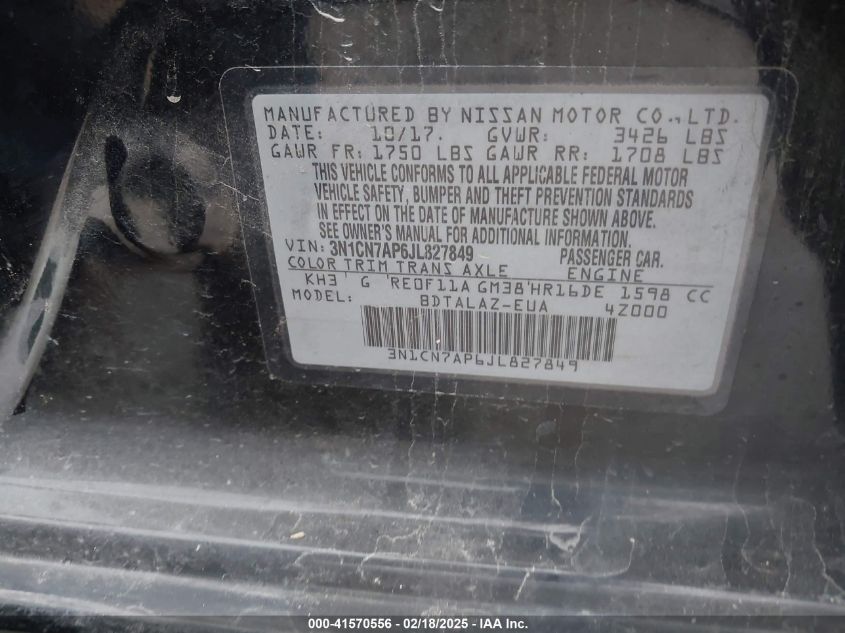 MANUFACTURED BY NISSAN MOTOR CO., LTD.
DATE: 10/17. GVWR: 3426 LBS
GAWR FR: 1750 LBS GAWR RR: 1708 LBS
THIS VEHICLE CONFORMS TO ALL APPLICABLE FEDERAL MOTOR
VEHICLE SAFETY, BUMPER AND THEFT PREVENTION STANDARDS
IN EFFECT ON THE DATE OF MANUFACTURE SHOWN ABOVE.
SEE OWNER'S MANUAL FOR ADDITIONAL INFORMATION.
VIN: 3N1CN7AP6JL827849 PASSENGER CAR.
COLOR TRIM TRANS AXLE ENGINE
KH3 G RE0F11A GM38 HR16DE 1598 CC
MODEL: BDTALAZ-EUA 4Z000
3N1CN7AP6JL827849
000-41570556 - 02/18/2025 - IAA Inc.